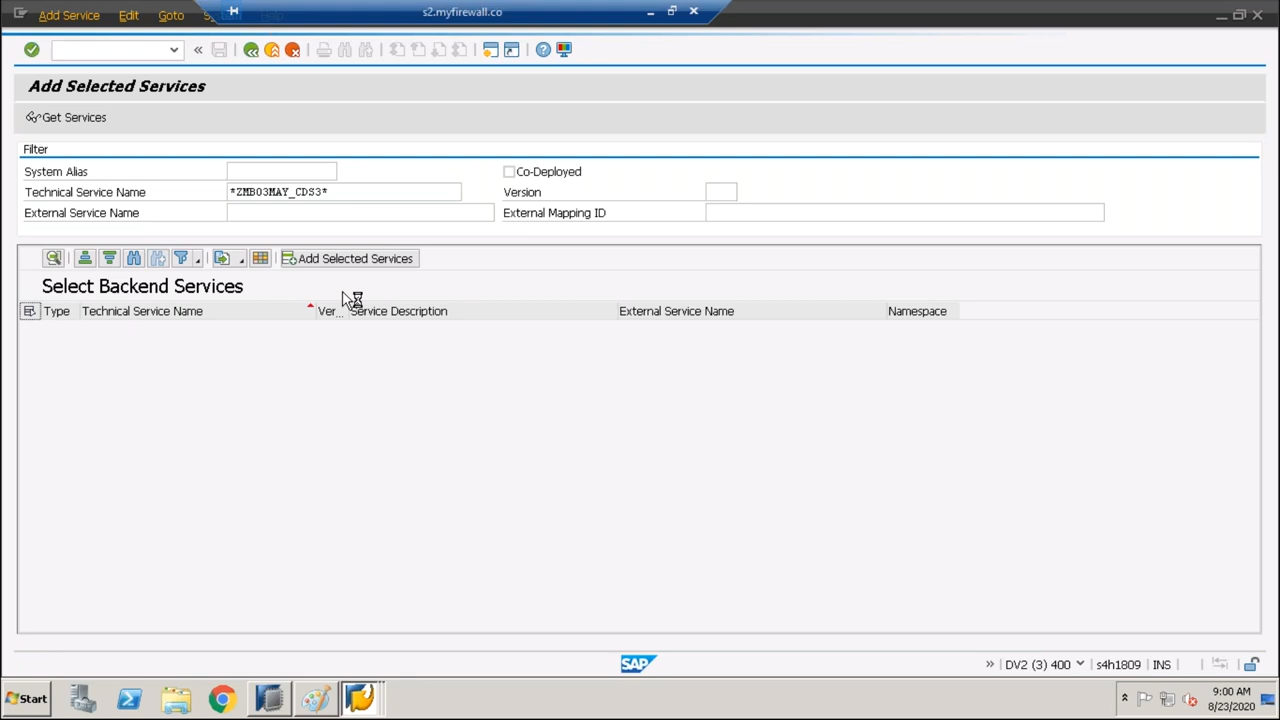 s2.myfirewall.co
Add Service Edit Goto
Add Selected Services
Get Services
Filter
System Alias Co-Deployed
Technical Service Name *ZMB03MAY_CDS3* Version
External Service Name External Mapping ID
Add Selected Services
Select Backend Services
Type Technical Service Name Ver... Service Description External Service Name Namespace
SAP
DV2 (3) 400 s4h1809 INS
Start
9:00 AM
8/23/2020